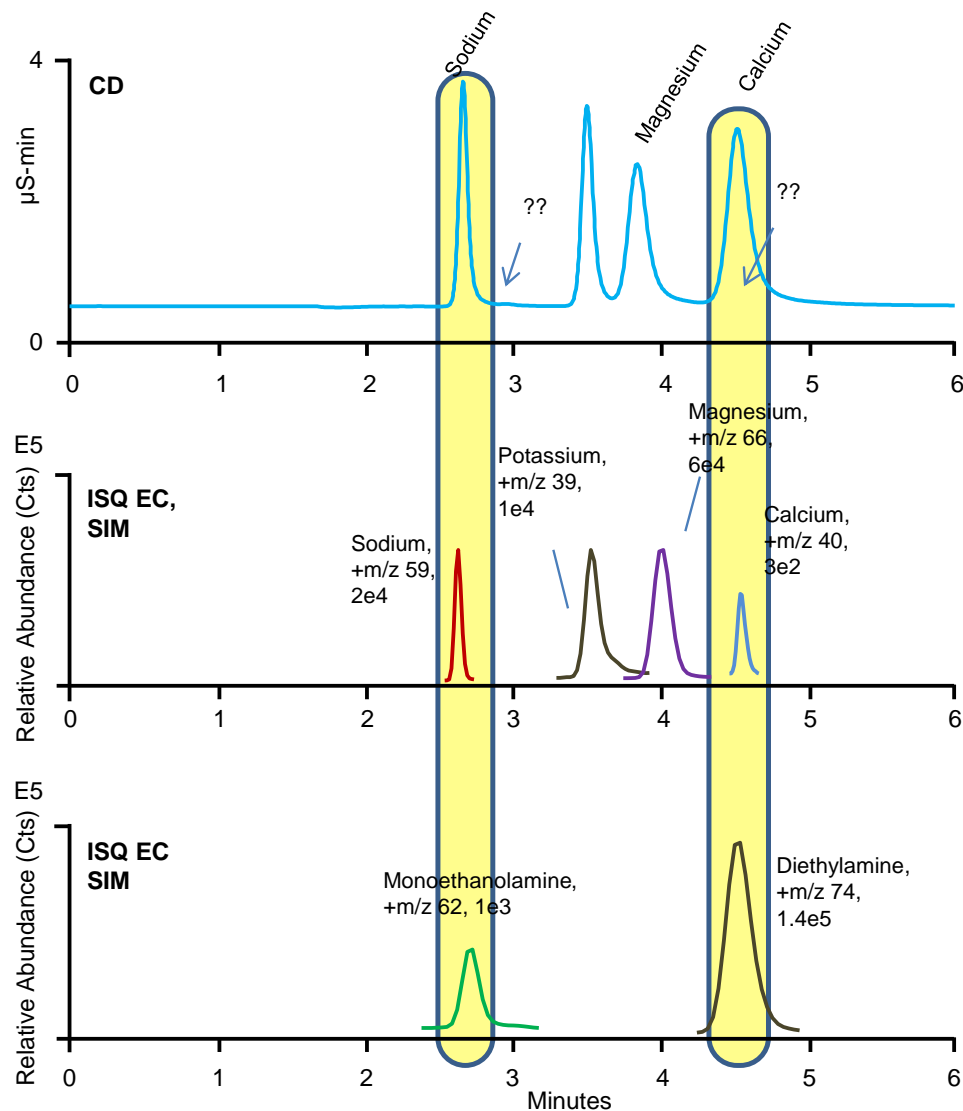 Sodium
Magnesium
Calcium
4
CD
µS-min
??
??
0
0 1 2 3 4 5 6
E5
Relative Abundance (Cts)
ISQ EC,
SIM
Sodium,
+m/z 59,
2e4
Potassium,
+m/z 39,
1e4
Magnesium,
+m/z 66,
6e4
Calcium,
+m/z 40,
3e2
0 1 2 3 4 5 6
E5
Relative Abundance (Cts)
ISQ EC
SIM
Monoethanolamine,
+m/z 62, 1e3
Diethylamine,
+m/z 74,
1.4e5
0 1 2 3 4 5 6
Minutes